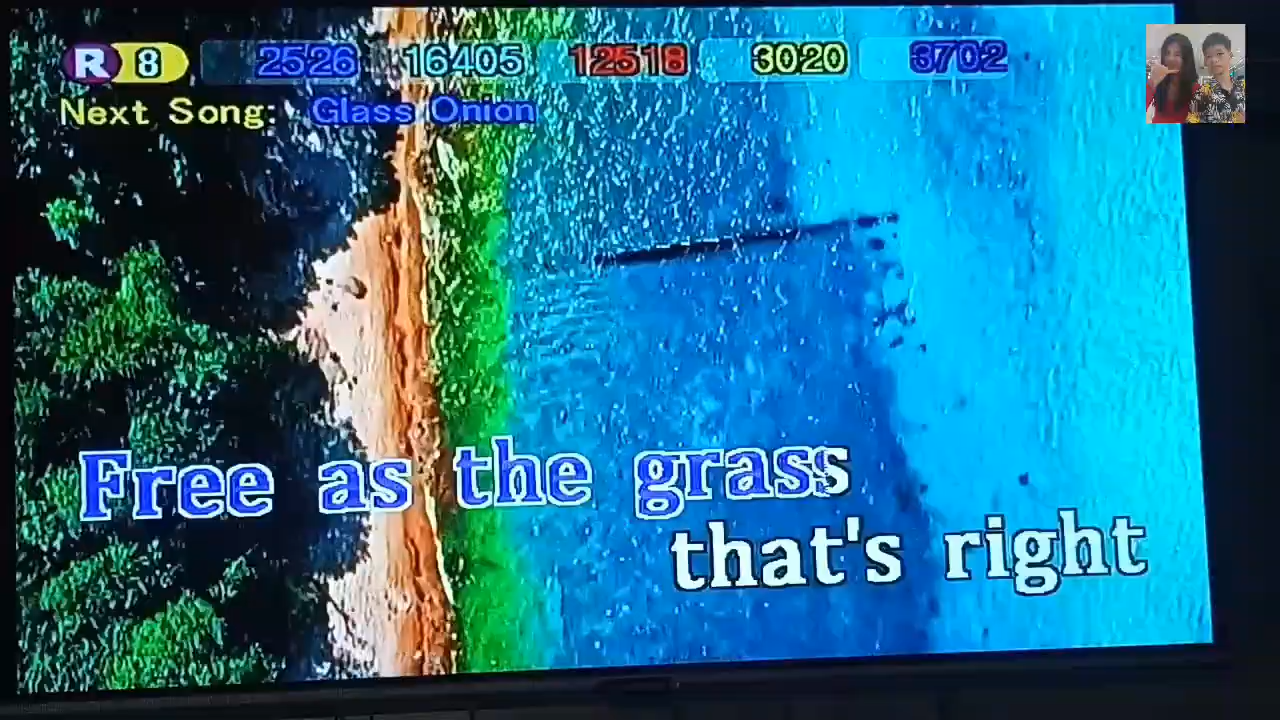 R 8 2526 16405 12518 3020 3702
Next Song: Glass Onion
Free as the grass
that's right